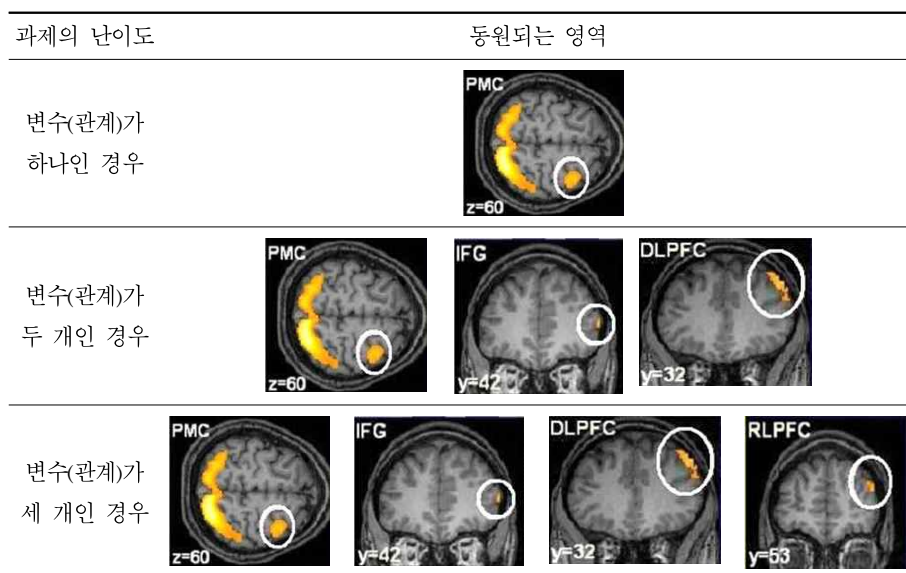 과제의 난이도 동원되는 영역
PMC
변수(관계)가
하나인 경우
z=60
PMC IFG DLPFC
변수(관계)가
두 개인 경우
z=60 y=42 y=32
PMC IFG DLPFC RLPFC
변수(관계)가
세 개인 경우
z=60 y=42 y=32 y=53